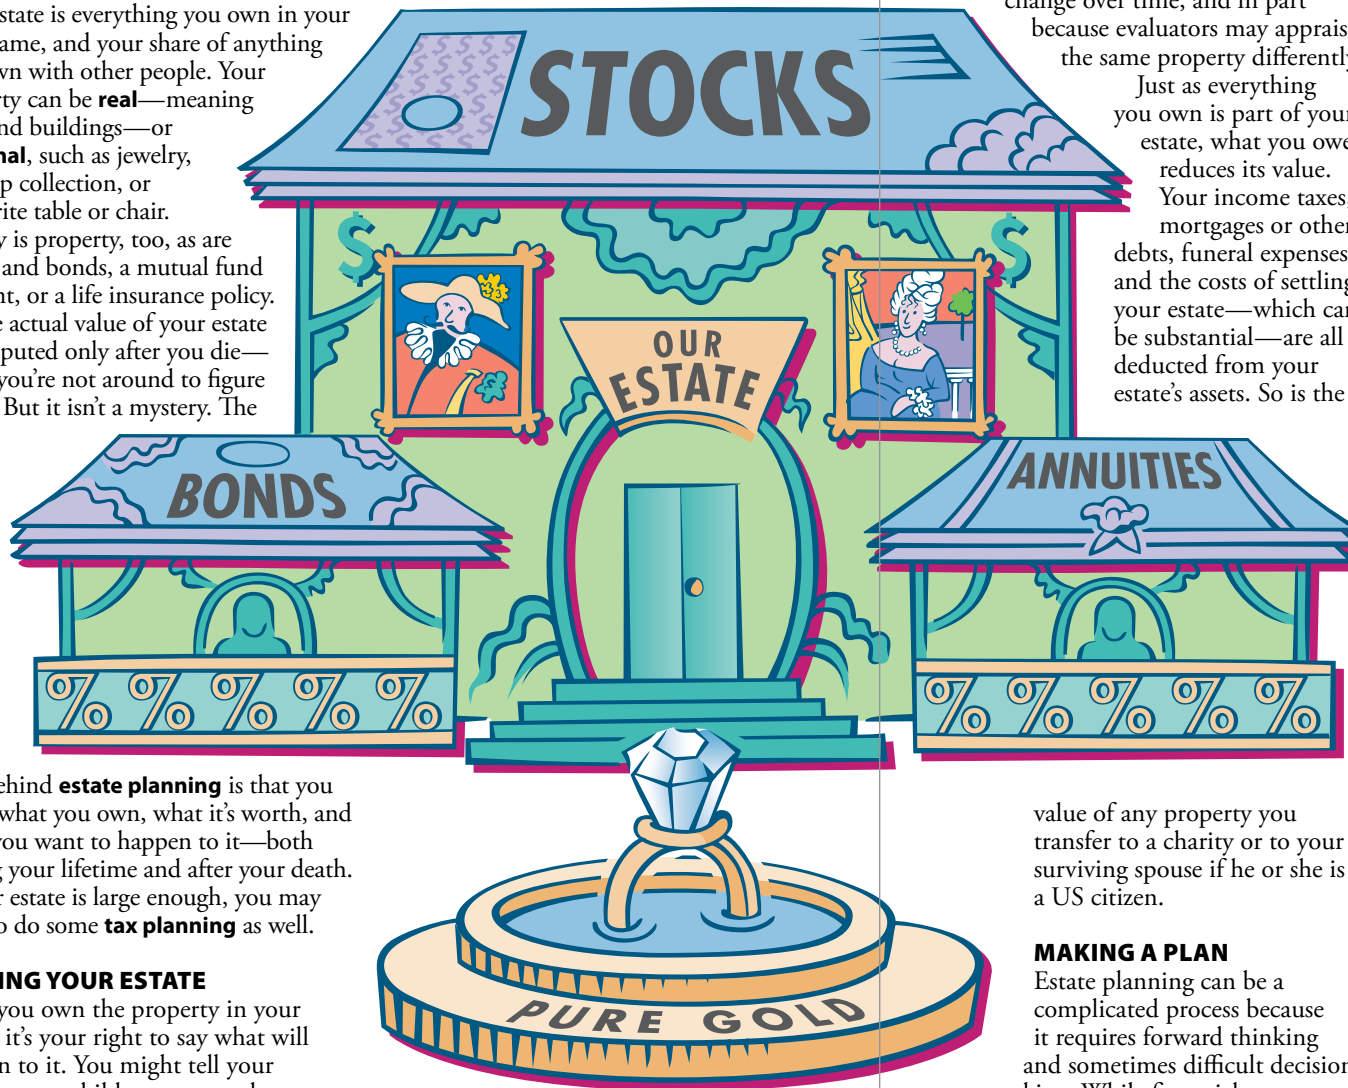 state is everything you own in your
ame, and your share of anything
wn with other people. Your
rty can be real—meaning
nd buildings—or
nal, such as jewelry,
p collection, or
rite table or chair.
y is property, too, as are
and bonds, a mutual fund
nt, or a life insurance policy.
e actual value of your estate
puted only after you die—
you're not around to figure
But it isn't a mystery. The
STOCKS
OUR
ESTATE
$
$
BONDS
ANNUITIES
% % % % %
% % % % %
PURE GOLD
ehind estate planning is that you
what you own, what it's worth, and
you want to happen to it—both
g your lifetime and after your death.
r estate is large enough, you may
o do some tax planning as well.
ING YOUR ESTATE
you own the property in your
it's your right to say what will
n to it. You might tell your
change over time, and in part
because evaluators may apprais
the same property differently
Just as everything
you own is part of your
estate, what you owe
reduces its value.
Your income taxes,
mortgages or other
debts, funeral expenses
and the costs of settling
your estate—which can
be substantial—are all
deducted from your
estate's assets. So is the
value of any property you
transfer to a charity or to your
surviving spouse if he or she is
a US citizen.
MAKING A PLAN
Estate planning can be a
complicated process because
it requires forward thinking
and sometimes difficult decision